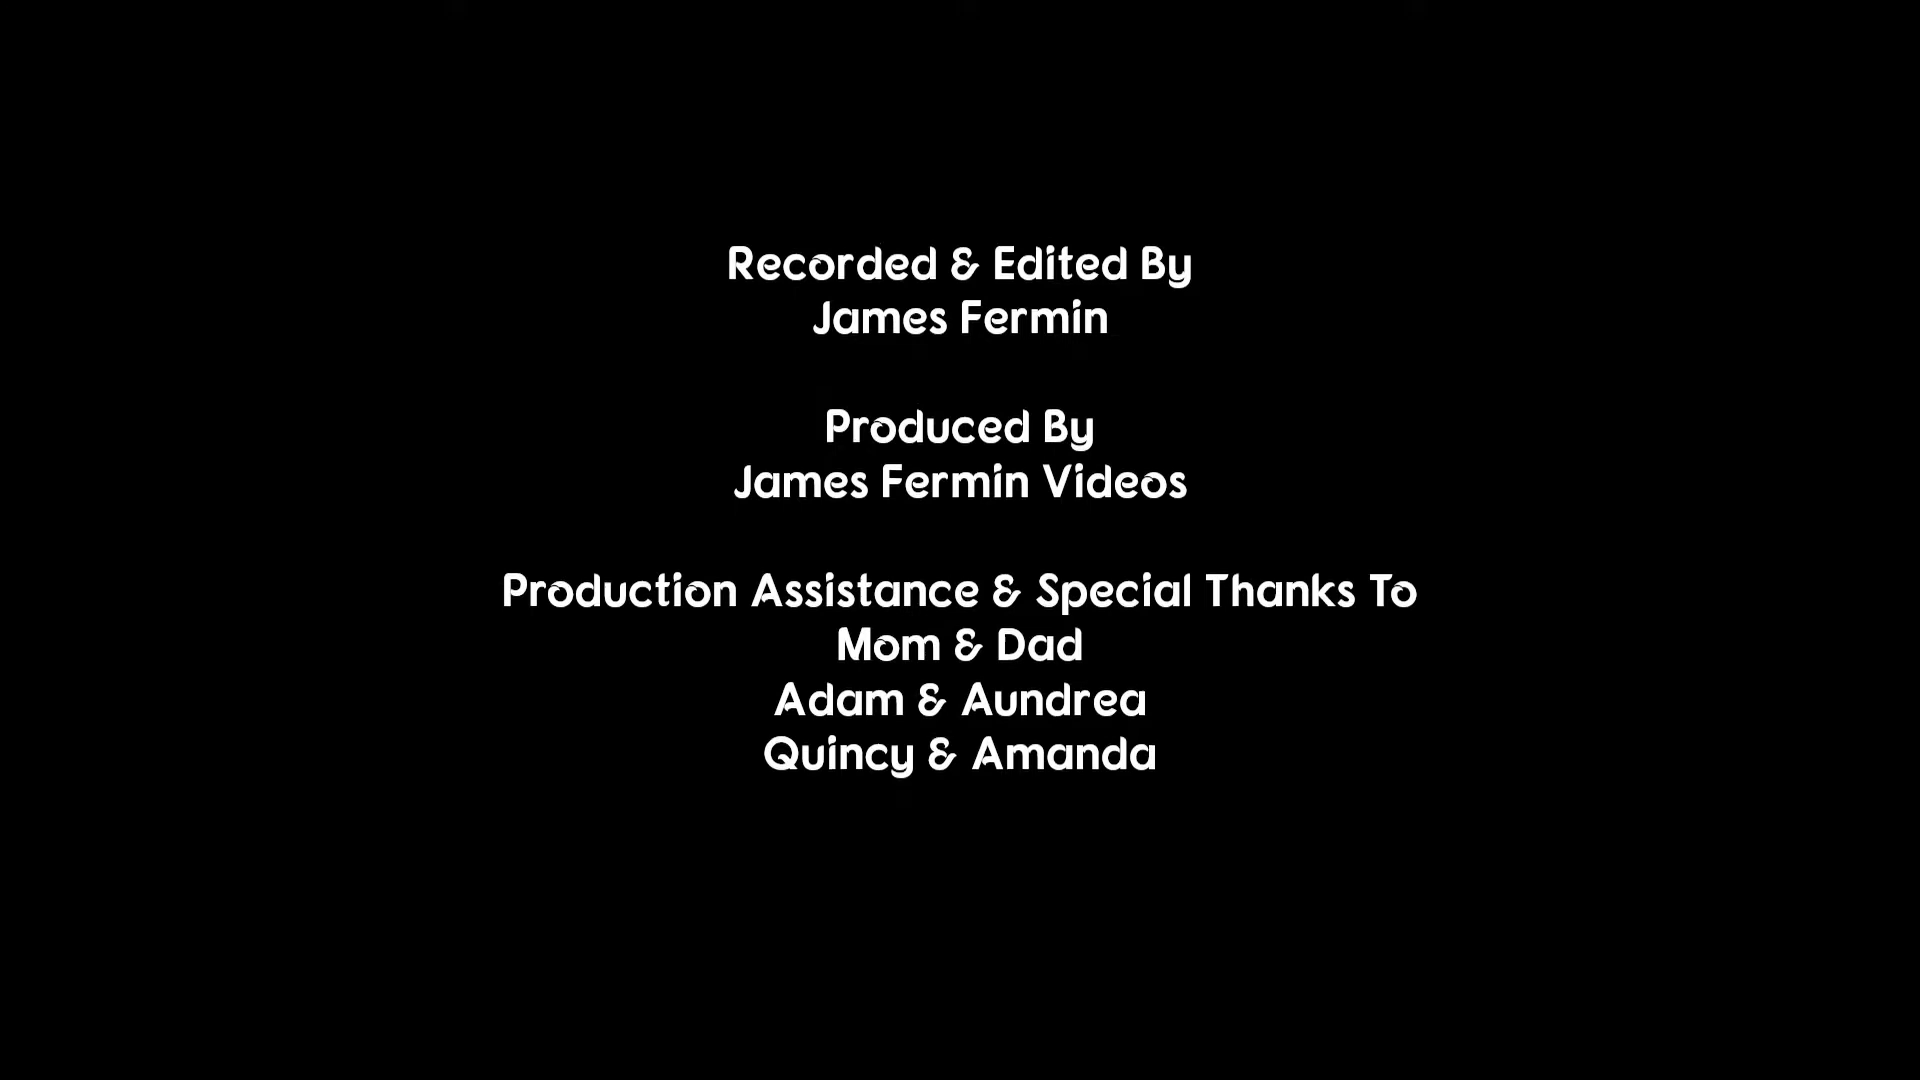 Recorded & Edited By
James Fermin
Produced By
James Fermin Videos
Production Assistance & Special Thanks To
Mom & Dad
Adam & Aundrea
Quincy & Amanda